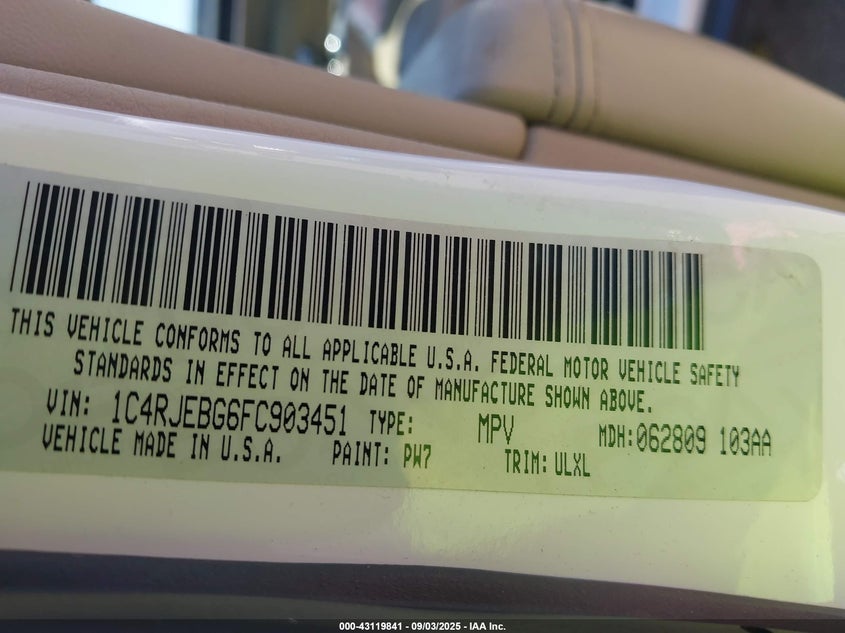 THIS VEHICLE CONFORMS TO ALL APPLICABLE U.S.A. FEDERAL MOTOR VEHICLE SAFETY
STANDARDS IN EFFECT ON THE DATE OF MANUFACTURE SHOWN ABOVE.
VIN: 1C4RJEBG6FC903451 TYPE: MPV MDH:062809 103AA
VEHICLE MADE IN U.S.A. PAINT: PW7 TRIM: ULXL
000-43119841 - 09/03/2025 - IAA Inc.